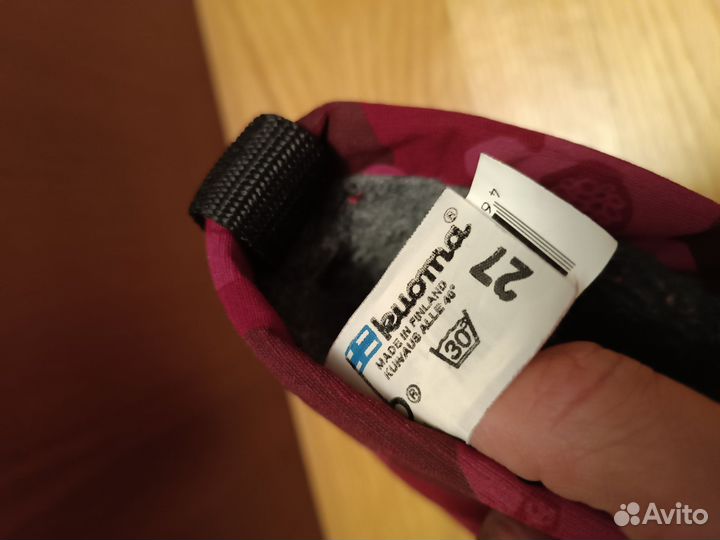 kuoma®
MADE IN FINLAND
KUIVAUS ALLE 40°
30°
27
®
Avito